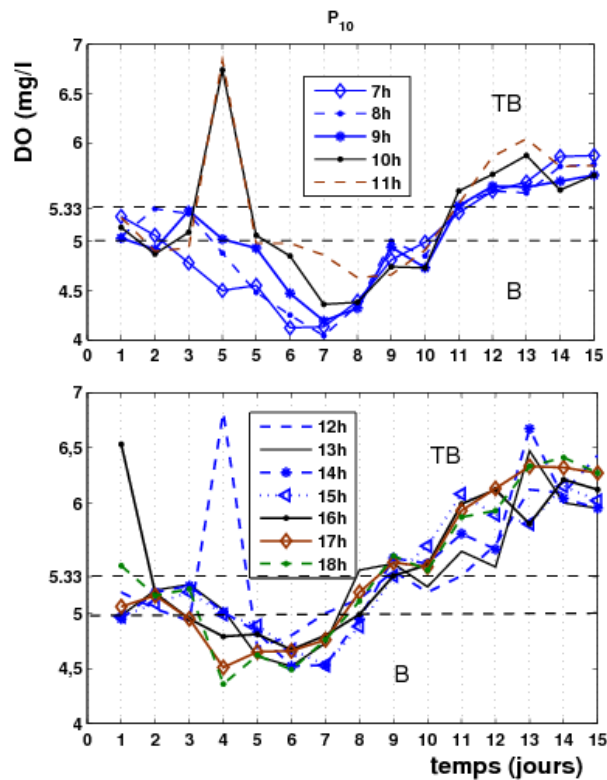 P10
DO (mg/l)
7
6.5
6
5.33
5
4.5
4
7h
8h
9h
10h
11h
TB
B
0 1 2 3 4 5 6 7 8 9 10 11 12 13 14 15
7
6,5
6
5.33
5
4,5
4
12h
13h
14h
15h
16h
17h
18h
TB
B
0 1 2 3 4 5 6 7 8 9 10 11 12 13 14 15
temps (jours)